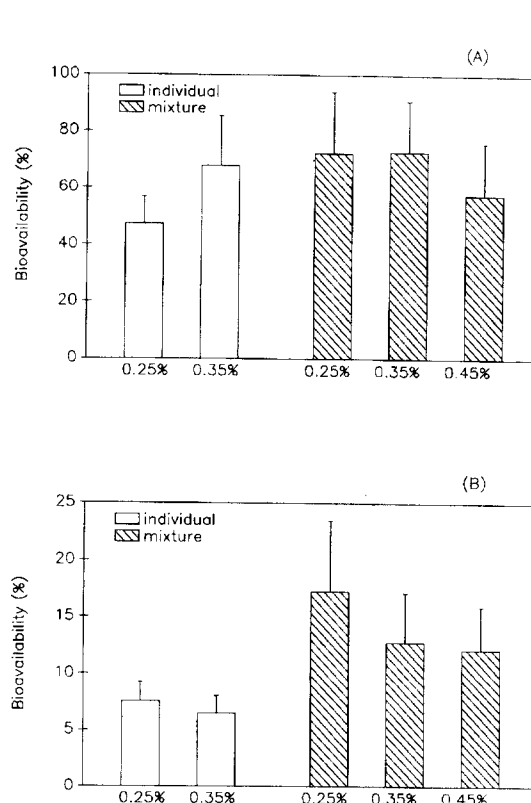 (A)
100
individual
mixture
80
60
40
20
0
Bioavailability (%)
0.25% 0.35% 0.25% 0.35% 0.45%
(B)
25
individual
mixture
20
15
10
5
0
Bioavailability (%)
0.25% 0.35% 0.25% 0.35% 0.45%